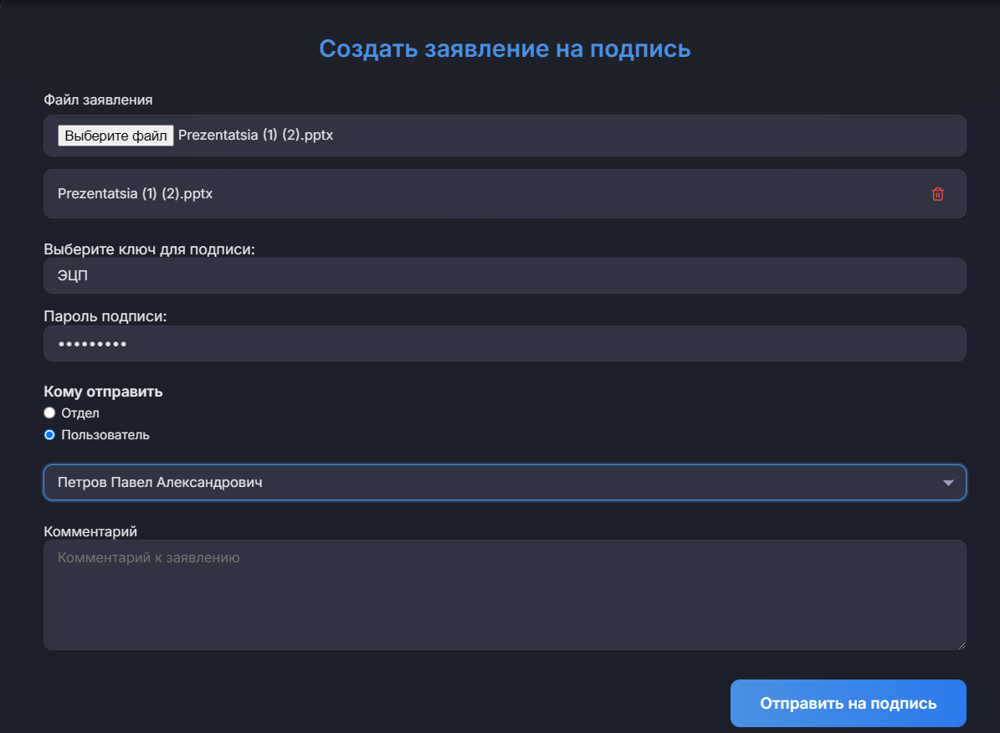 Создать заявление на подпись
Файл заявления
Выберите файл Prezentatsia (1) (2).pptx
Prezentatsia (1) (2).pptx
Выберите ключ для подписи:
ЭЦП
Пароль подписи:
•••••••••
Кому отправить
Отдел
Пользователь
Петров Павел Александрович
Комментарий
Комментарий к заявлению
Отправить на подпись